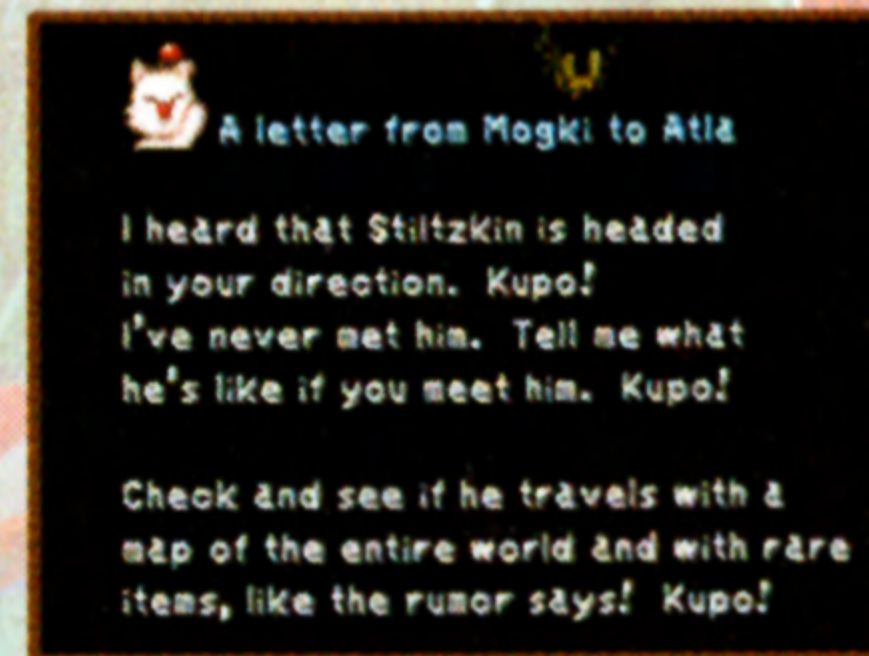 A letter from Mogki to Atla
I heard that Stiltzkin is headed
in your direction. Kupo!
I've never met him. Tell me what
he's like if you meet him. Kupo!
Check and see if he travels with a
map of the entire world and with rare
items, like the rumor says! Kupo!